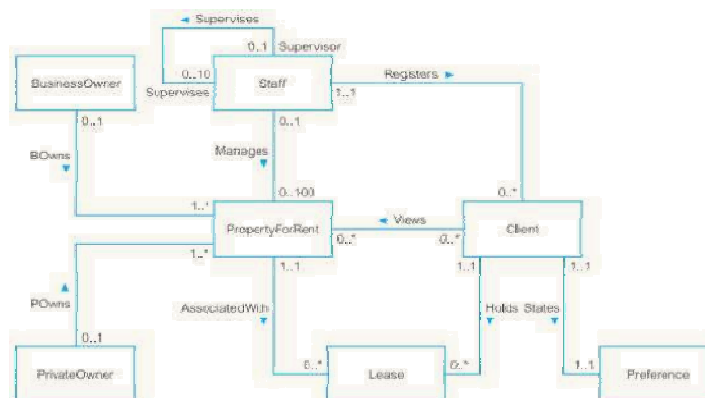 Supervises
0..1 Supervisor
BusinessOwner
0..10
Supervises
Staff
Registers
1..1
0..1
0..1
BOwns
Manages
0..100
0..*
1..*
PropertyForRent
Views
Client
0..*
0..*
1..*
1..1
1..1
1..1
POwns
AssociatedWith
Holds States
0..1
0..*
0..*
1..1
PrivateOwner
Lease
Preference